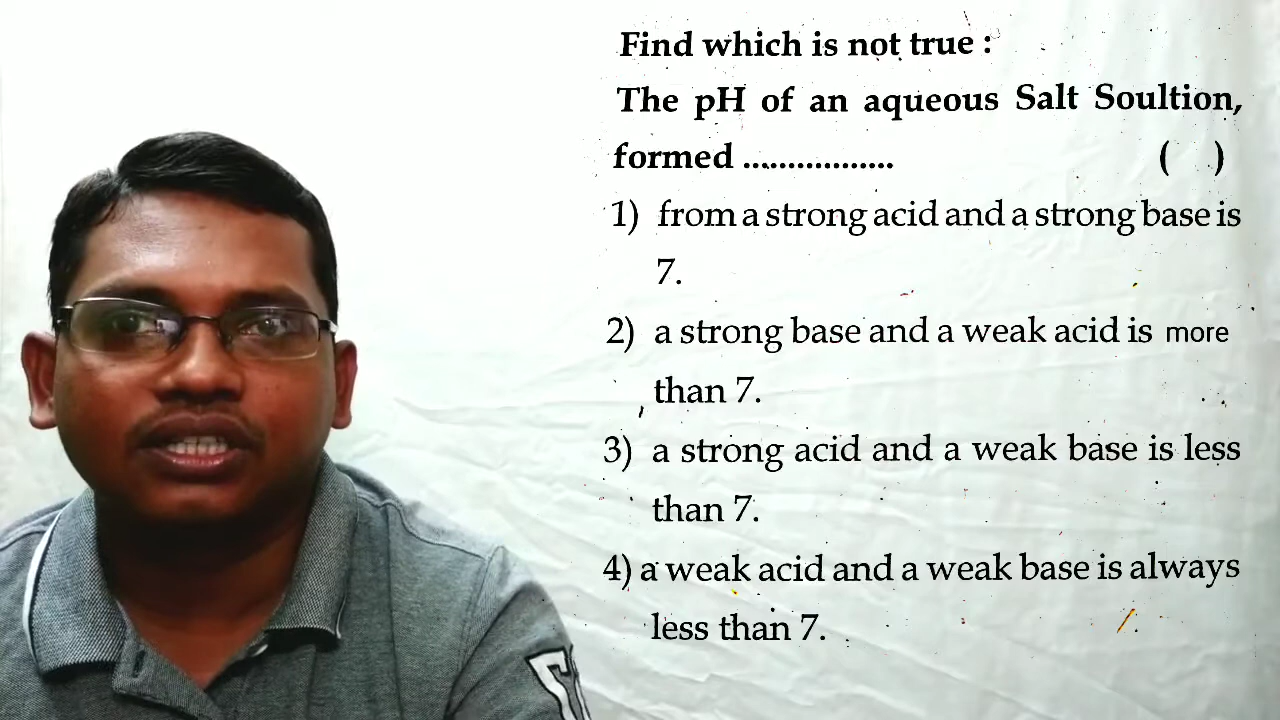 Find which is not true :
The pH of an aqueous Salt Soultion,
formed .................. ( )
1) from a strong acid and a strong base is
7.
2) a strong base and a weak acid is more
than 7.
3) a strong acid and a weak base is less
than 7.
4) a weak acid and a weak base is always
less than 7.